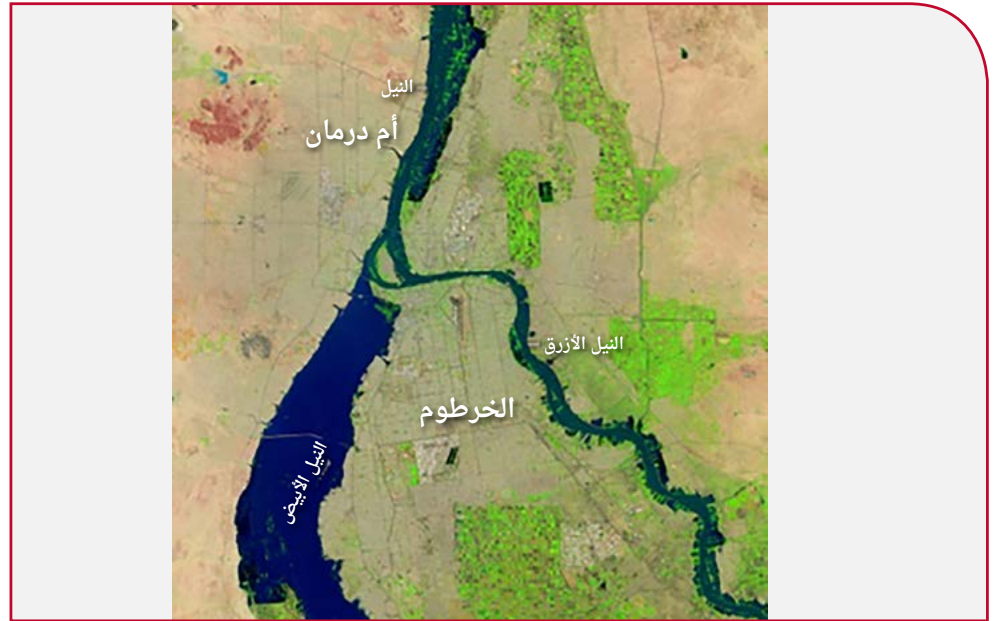 النيل
أم درمان
النيل الأزرق
الخرطوم
النيل الأبيض